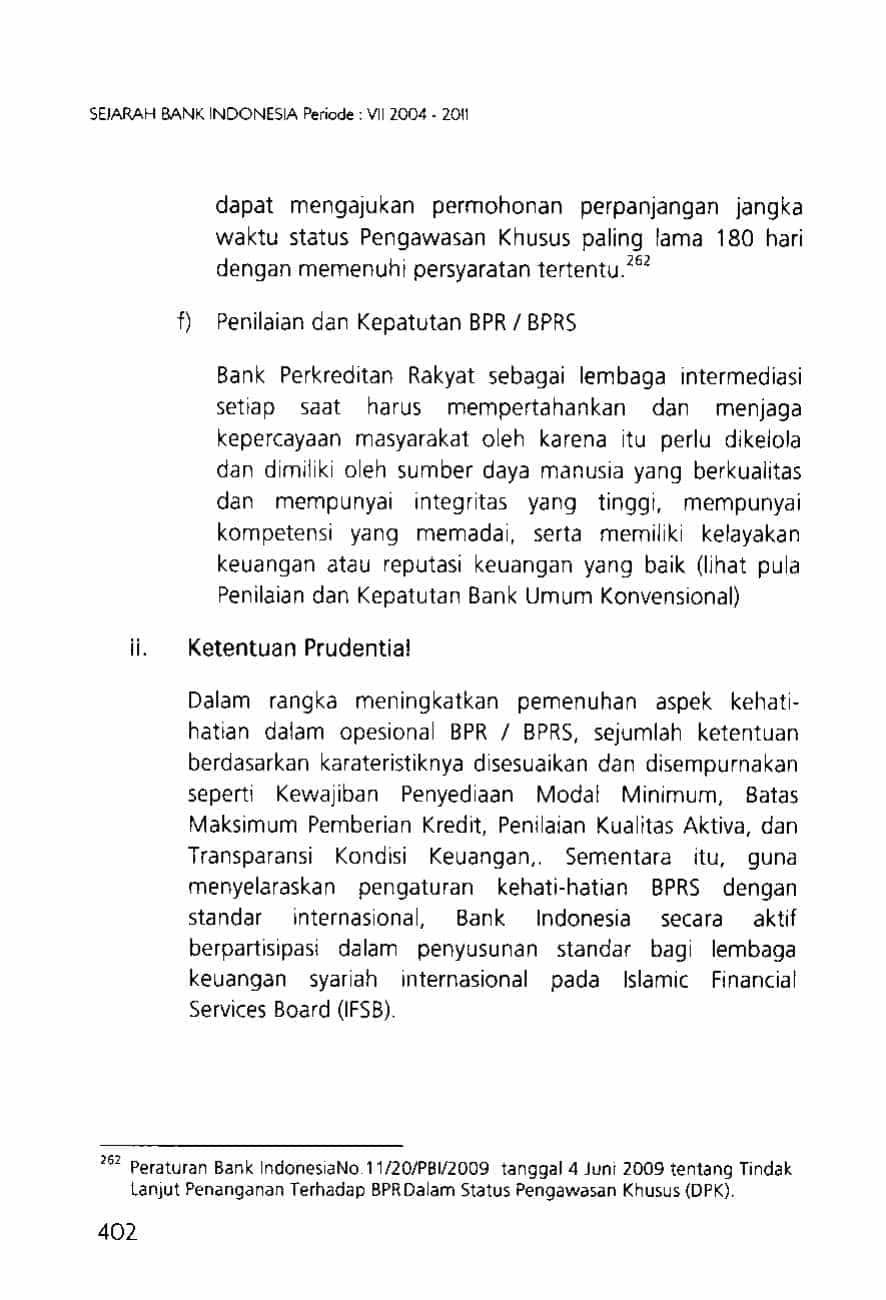 SEJARAH BANK INDONESIA Periode : VII 2004 - 2011
dapat mengajukan permohonan perpanjangan jangka
waktu status Pengawasan Khusus paling lama 180 hari
dengan memenuhi persyaratan tertentu.262
f) Penilaian dan Kepatutan BPR / BPRS
Bank Perkreditan Rakyat sebagai lembaga intermediasi
setiap saat harus mempertahankan dan menjaga
kepercayaan masyarakat oleh karena itu perlu dikelola
dan dimiliki oleh sumber daya manusia yang berkualitas
dan mempunyai integritas yang tinggi, mempunyai
kompetensi yang memadai, serta memiliki kelayakan
keuangan atau reputasi keuangan yang baik (lihat pula
Penilaian dan Kepatutan Bank Umum Konvensional)
ii. Ketentuan Prudential
Dalam rangka meningkatkan pemenuhan aspek kehati-
hatian dalam opesional BPR / BPRS, sejumlah ketentuan
berdasarkan karateristiknya disesuaikan dan disempurnakan
seperti Kewajiban Penyediaan Modal Minimum, Batas
Maksimum Pemberian Kredit, Penilaian Kualitas Aktiva, dan
Transparansi Kondisi Keuangan,. Sementara itu, guna
menyelaraskan pengaturan kehati-hatian BPRS dengan
standar internasional, Bank Indonesia secara aktif
berpartisipasi dalam penyusunan standar bagi lembaga
keuangan syariah internasional pada Islamic Financial
Services Board (IFSB).
262 Peraturan Bank IndonesiaNo.11/20/PBI/2009 tanggal 4 Juni 2009 tentang Tindak
Lanjut Penanganan Terhadap BPRDalam Status Pengawasan Khusus (DPK).
402